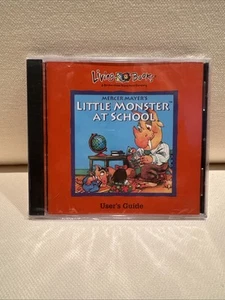 Living Books
MERCER MAYER'S
LITTLE MONSTER
AT SCHOOL
User's Guide